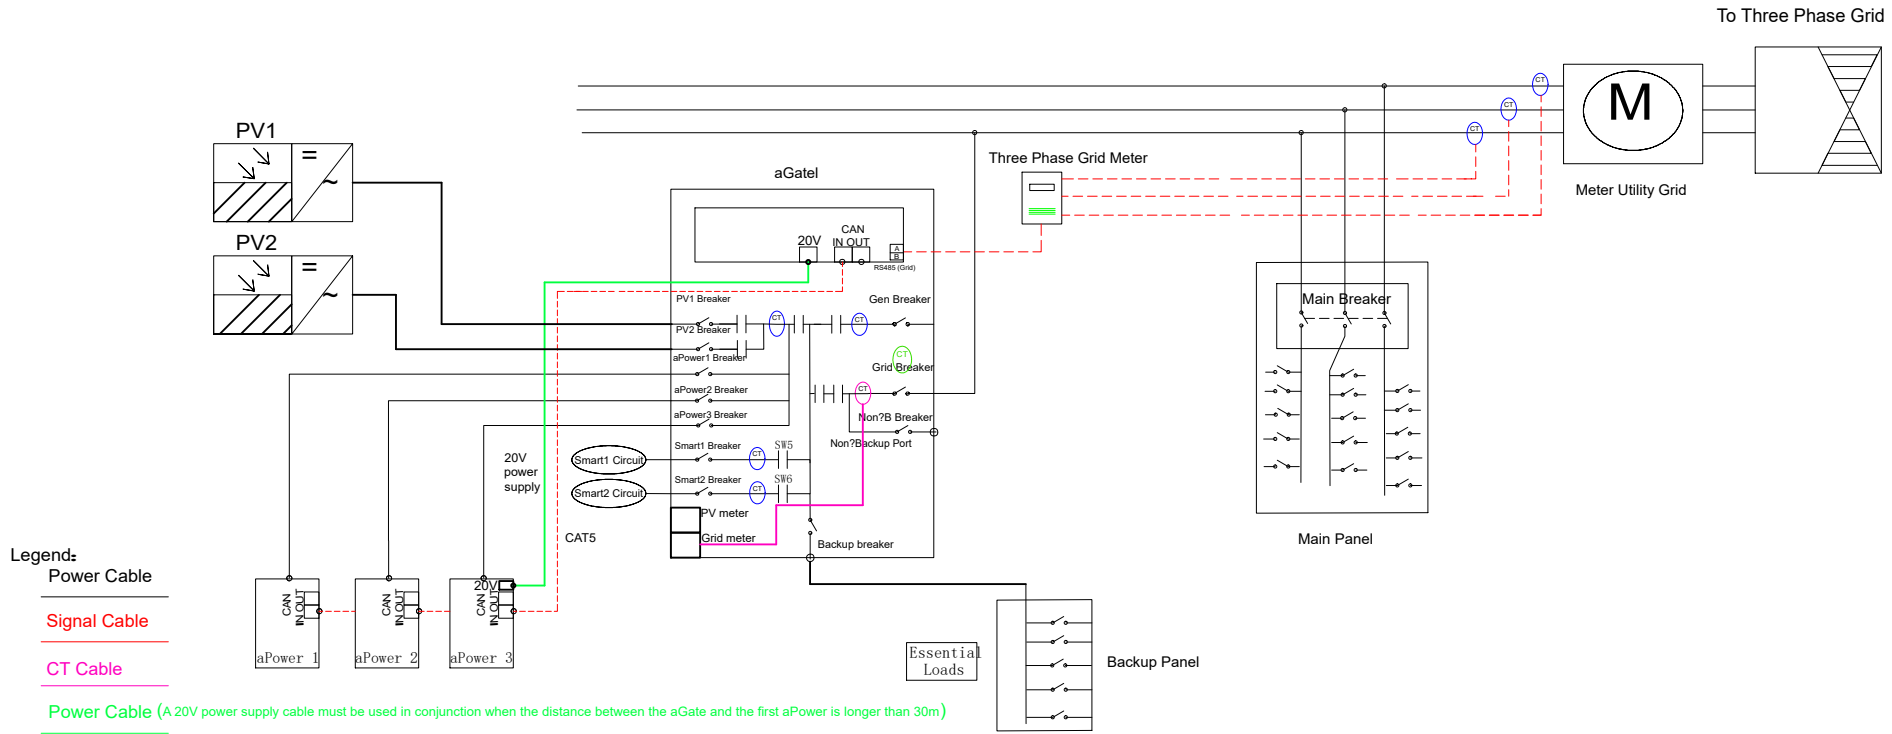 To Three Phase Grid
CT
CT
M
PV1
CT
Three Phase Grid Meter
aGateI
Meter Utility Grid
=
~
PV2
20V
CAN
IN OUT
A
B
RS485 (Grid)
=
~
PV1 Breaker
Gen Breaker
Main Breaker
CT
CT
PV2 Breaker
CT
aPower1 Breaker
Grid Breaker
aPower2 Breaker
CT
aPower3 Breaker
Non?B Breaker
Non?Backup Port
Smart1 Breaker
SW5
Smart1 Circuit
CT
20V
power
supply
Smart2 Breaker
SW6
Smart2 Circuit
CT
PV meter
CAT5
Grid meter
Backup breaker
Main Panel
Legend:
Power Cable
20V
CAN
IN OUT
CAN
IN OUT
CAN
IN OUT
Signal Cable
aPower 1
aPower 2
aPower 3
Essential
Loads
Backup Panel
CT Cable
Power Cable (A 20V power supply cable must be used in conjunction when the distance between the aGate and the first aPower is longer than 30m)